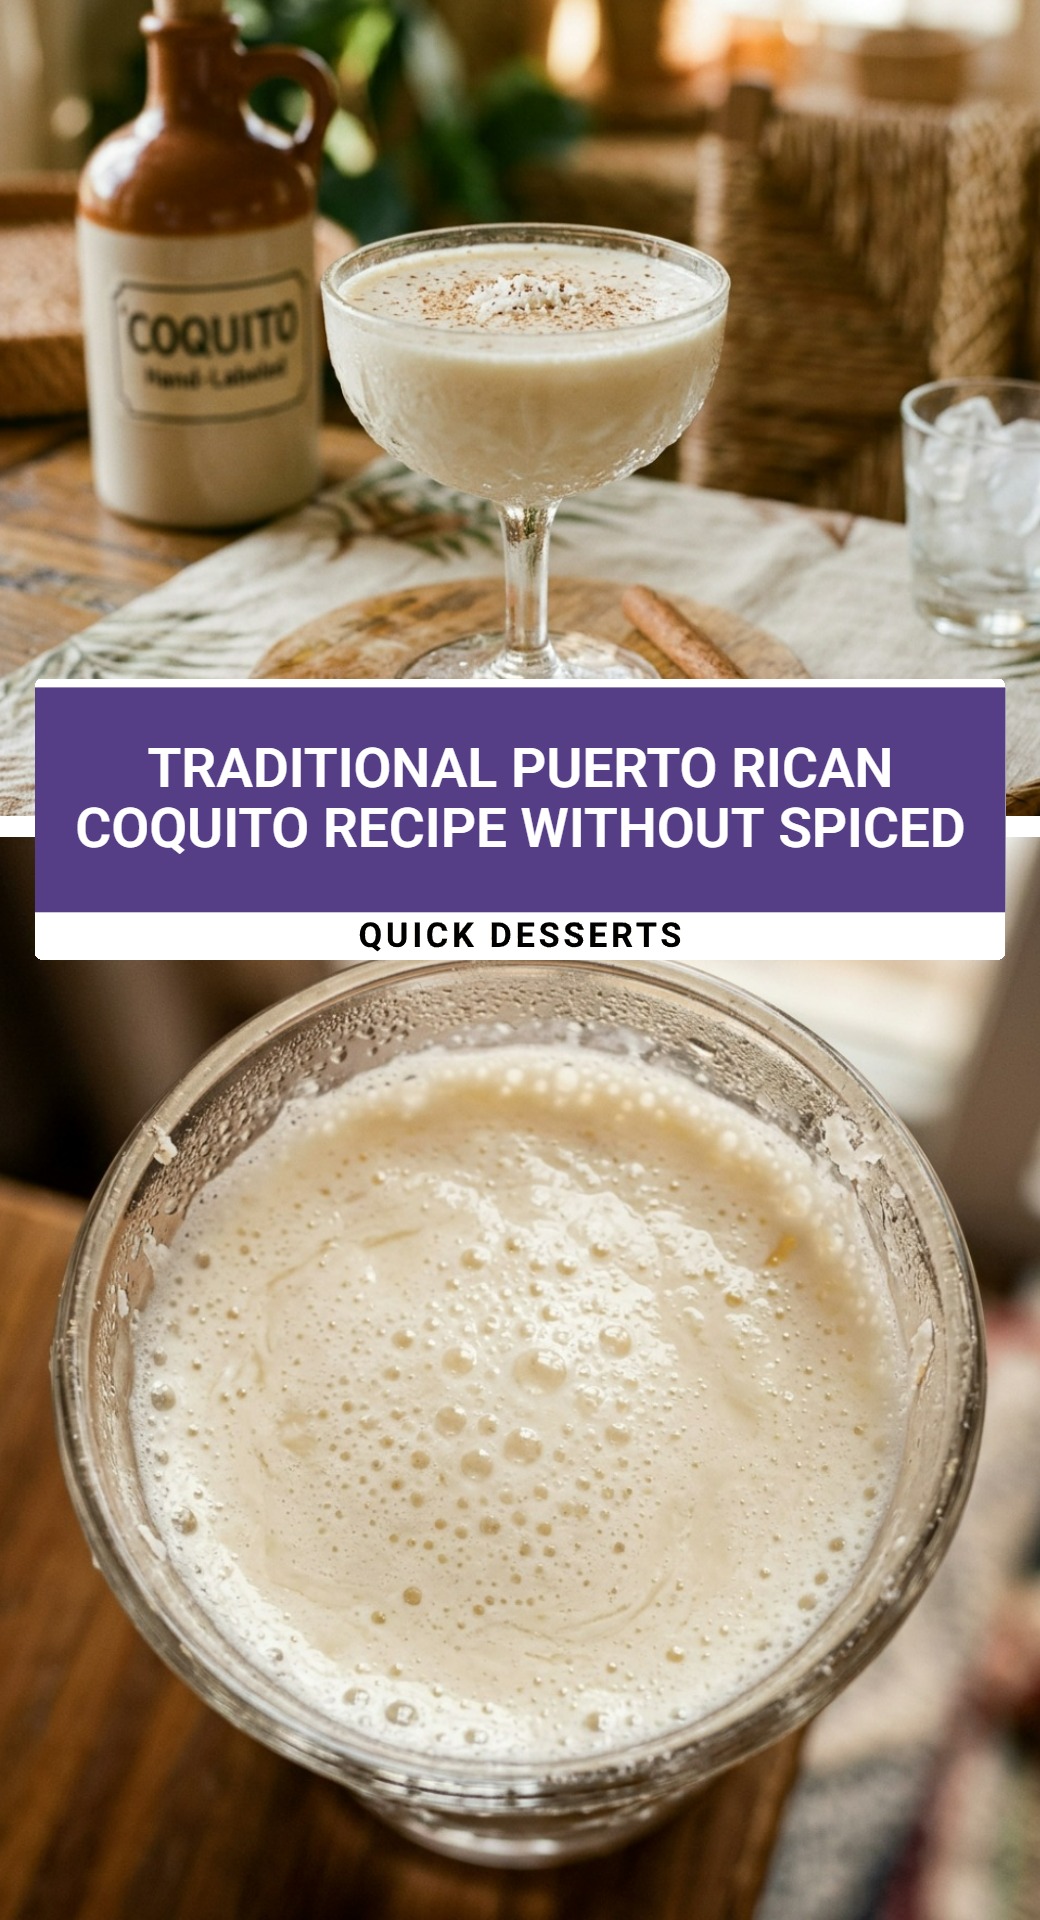 COQUITO
Hand-Labeled
TRADITIONAL PUERTO RICAN
COQUITO RECIPE WITHOUT SPICED
QUICK DESSERTS